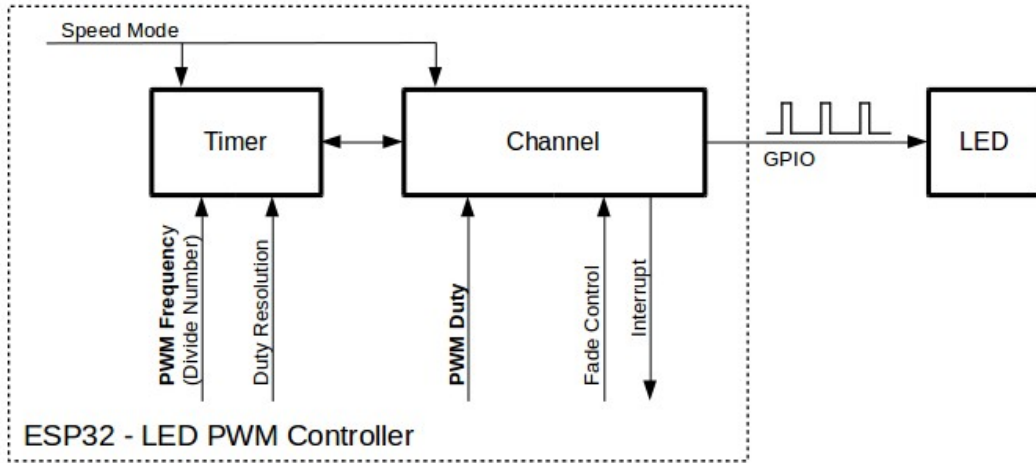 Speed Mode
Timer
Channel
GPIO
LED
PWM Frequency
(Divide Number)
Duty Resolution
PWM Duty
Fade Control
Interrupt
ESP32 - LED PWM Controller